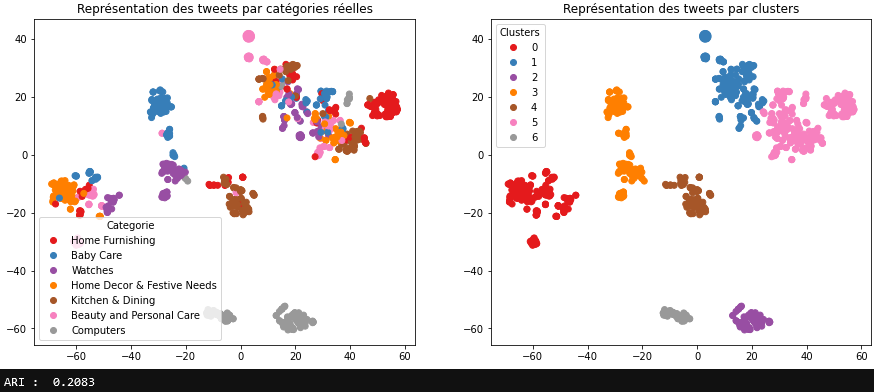 Représentation des tweets par catégories réelles
40
20
0
−20
−40
−60
−60
−40
−20
0
20
40
60
Categorie
Home Furnishing
Baby Care
Watches
Home Decor & Festive Needs
Kitchen & Dining
Beauty and Personal Care
Computers
Représentation des tweets par clusters
40
20
0
−20
−40
−60
−60
−40
−20
0
20
40
60
Clusters
0
1
2
3
4
5
6
ARI :  0.2083